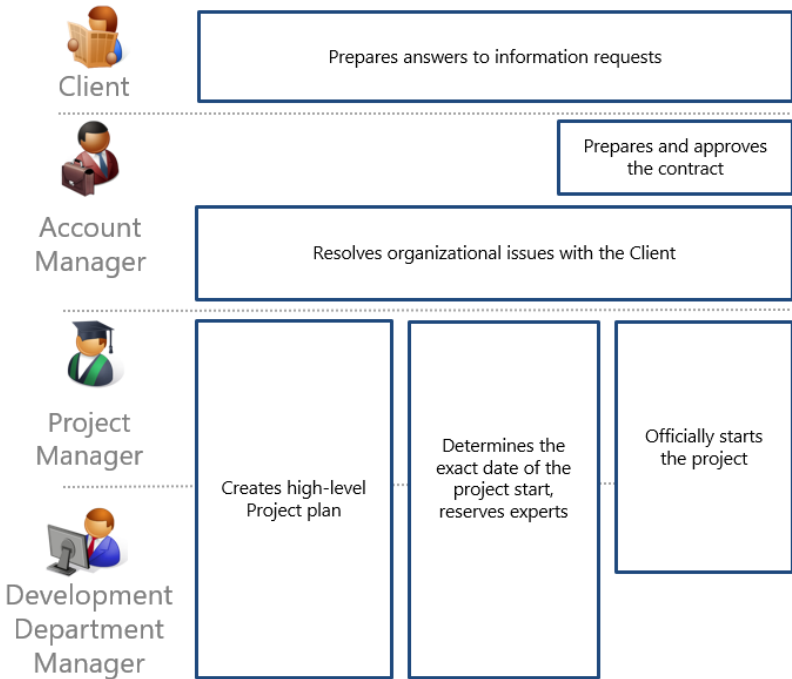 Client
Prepares answers to information requests
Prepares and approves
the contract
Account
Manager
Resolves organizational issues with the Client
Project
Manager
Creates high-level
Project plan
Determines the
exact date of the
project start,
reserves experts
Officially starts
the project
Development
Department
Manager